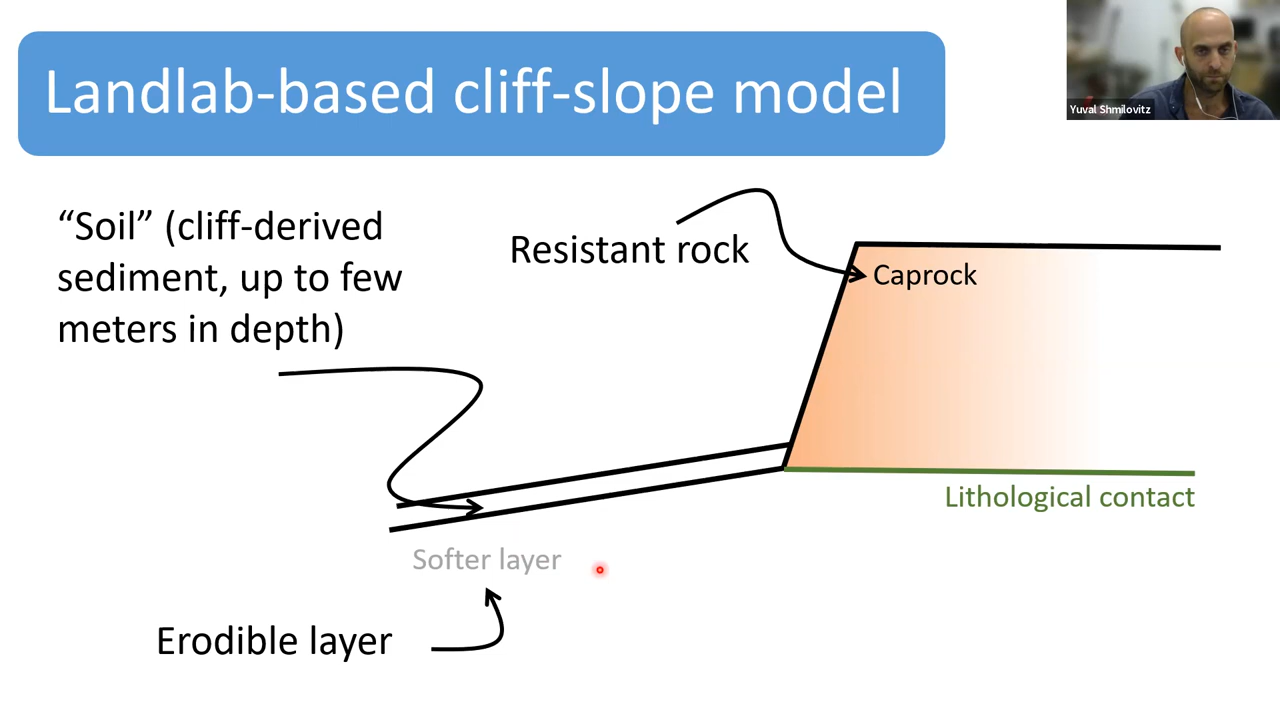 Landlab-based cliff-slope model
Yuval Shmilovitz
“Soil” (cliff-derived
sediment, up to few
meters in depth)
Resistant rock
Caprock
Lithological contact
Softer layer
Erodible layer